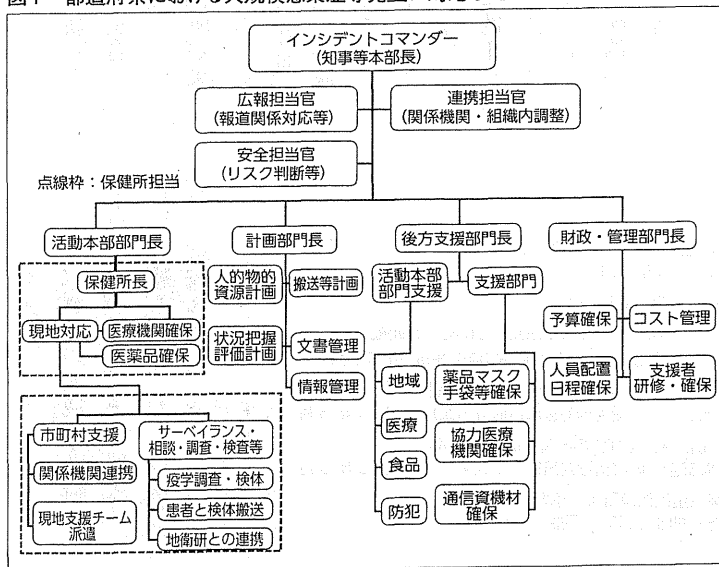 インシデントコマンダー
(知事等本部長)
広報担当官
(報道関係対応等)
連携担当官
(関係機関・組織内調整)
安全担当官
(リスク判断等)
点線枠：保健所担当
活動本部部門長
計画部門長
後方支援部門長
財政・管理部門長
保健所長
現地対応
医療機関確保
医薬品確保
人的物的
資源計画
搬送等計画
状況把握
評価計画
文書管理
情報管理
活動本部
部門支援
支援部門
地域
医療
食品
防犯
薬品マスク
手袋等確保
協力医療
機関確保
通信資機材
確保
予算確保
コスト管理
人員配置
日程確保
支援者
研修・確保
市町村支援
関係機関連携
現地支援チーム
派遣
サーベイランス・
相談・調査・検査等
疫学調査・検体
患者と検体搬送
地衛研との連携